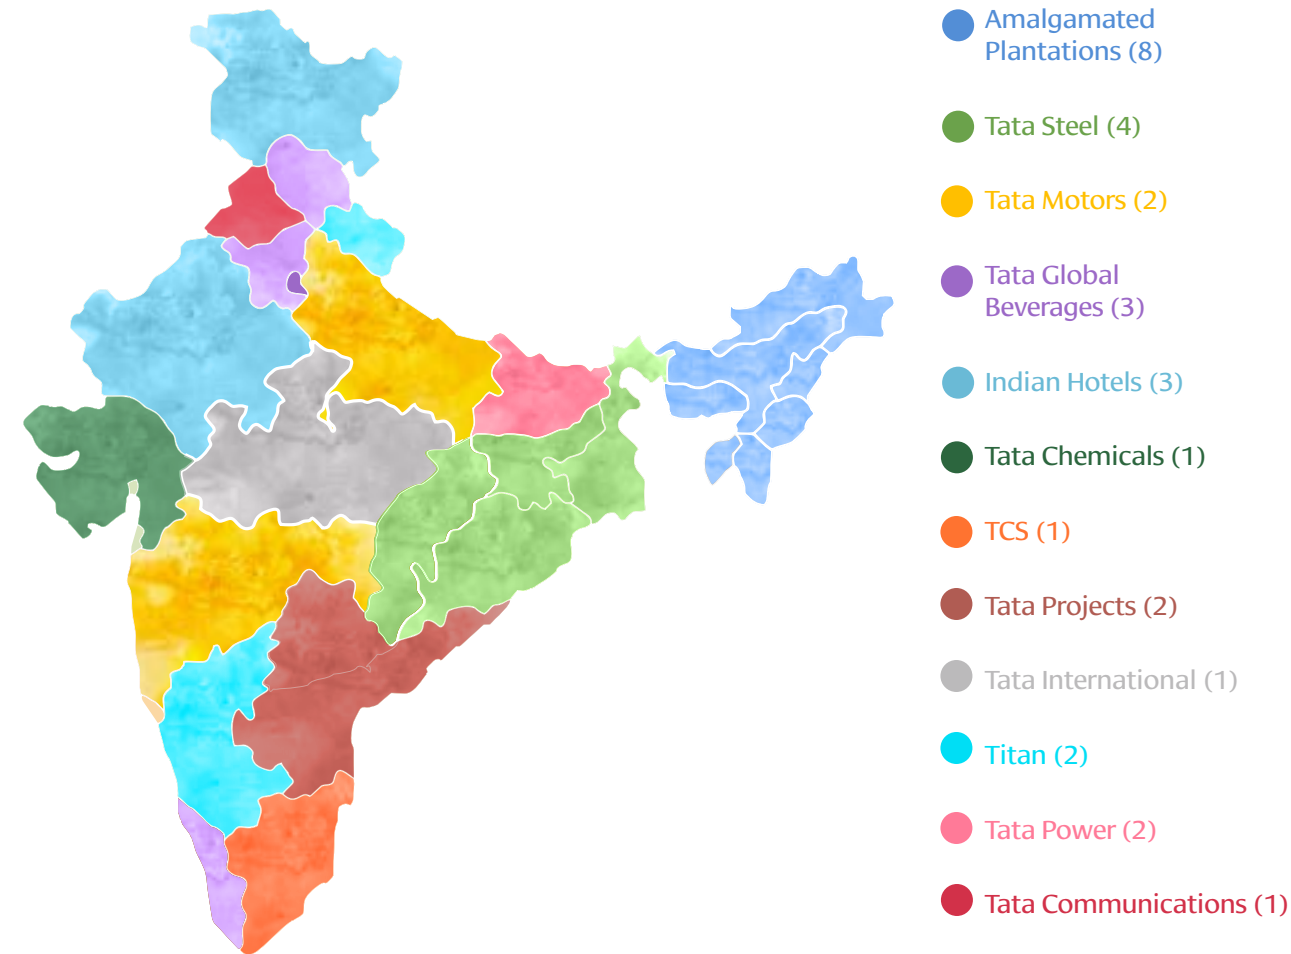 Amalgamated
Plantations (8)
Tata Steel (4)
Tata Motors (2)
Tata Global
Beverages (3)
Indian Hotels (3)
Tata Chemicals (1)
TCS (1)
Tata Projects (2)
Tata International (1)
Titan (2)
Tata Power (2)
Tata Communications (1)